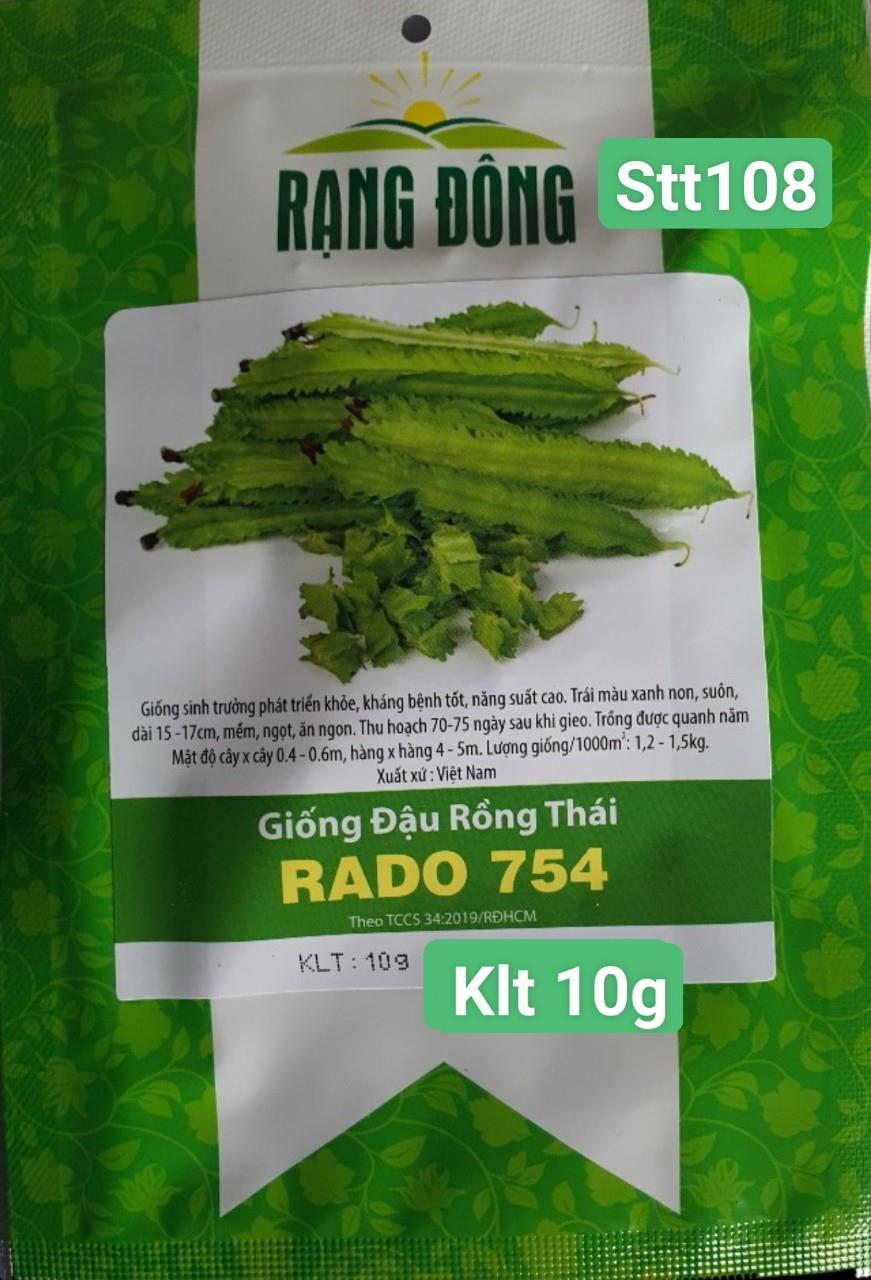 RẠNG ĐÔNG
Stt108
Giống sinh trưởng phát triển khỏe, kháng bệnh tốt, năng suất cao. Trái màu xanh non, suôn,
dài 15 -17cm, mềm, ngọt, ăn ngon. Thu hoạch 70-75 ngày sau khi gieo. Trồng được quanh năm
Mật độ cây x cây 0.4 - 0.6m, hàng x hàng 4 - 5m. Lượng giống/1000m²: 1,2 - 1,5kg.
Xuất xứ : Việt Nam
Giống Đậu Rồng Thái
RADO 754
Theo TCCS 34:2019/RĐHCM
KLT : 10g
Klt 10g